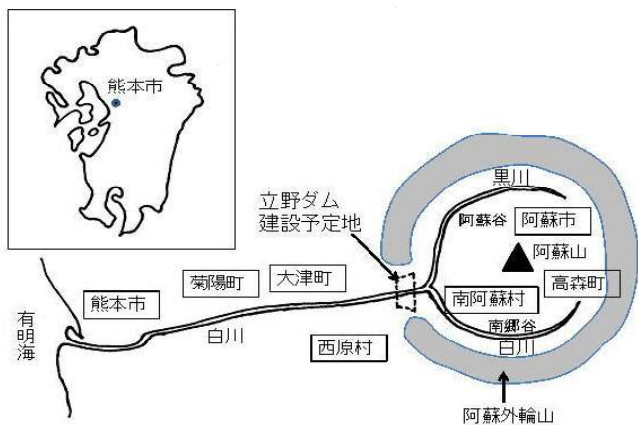 熊本市
黒川
立野ダム
建設予定地
阿蘇谷
阿蘇市
阿蘇山
大津町
菊陽町
高森町
熊本市
南阿蘇村
有明海
白川
南郷谷
白川
西原村
阿蘇外輪山